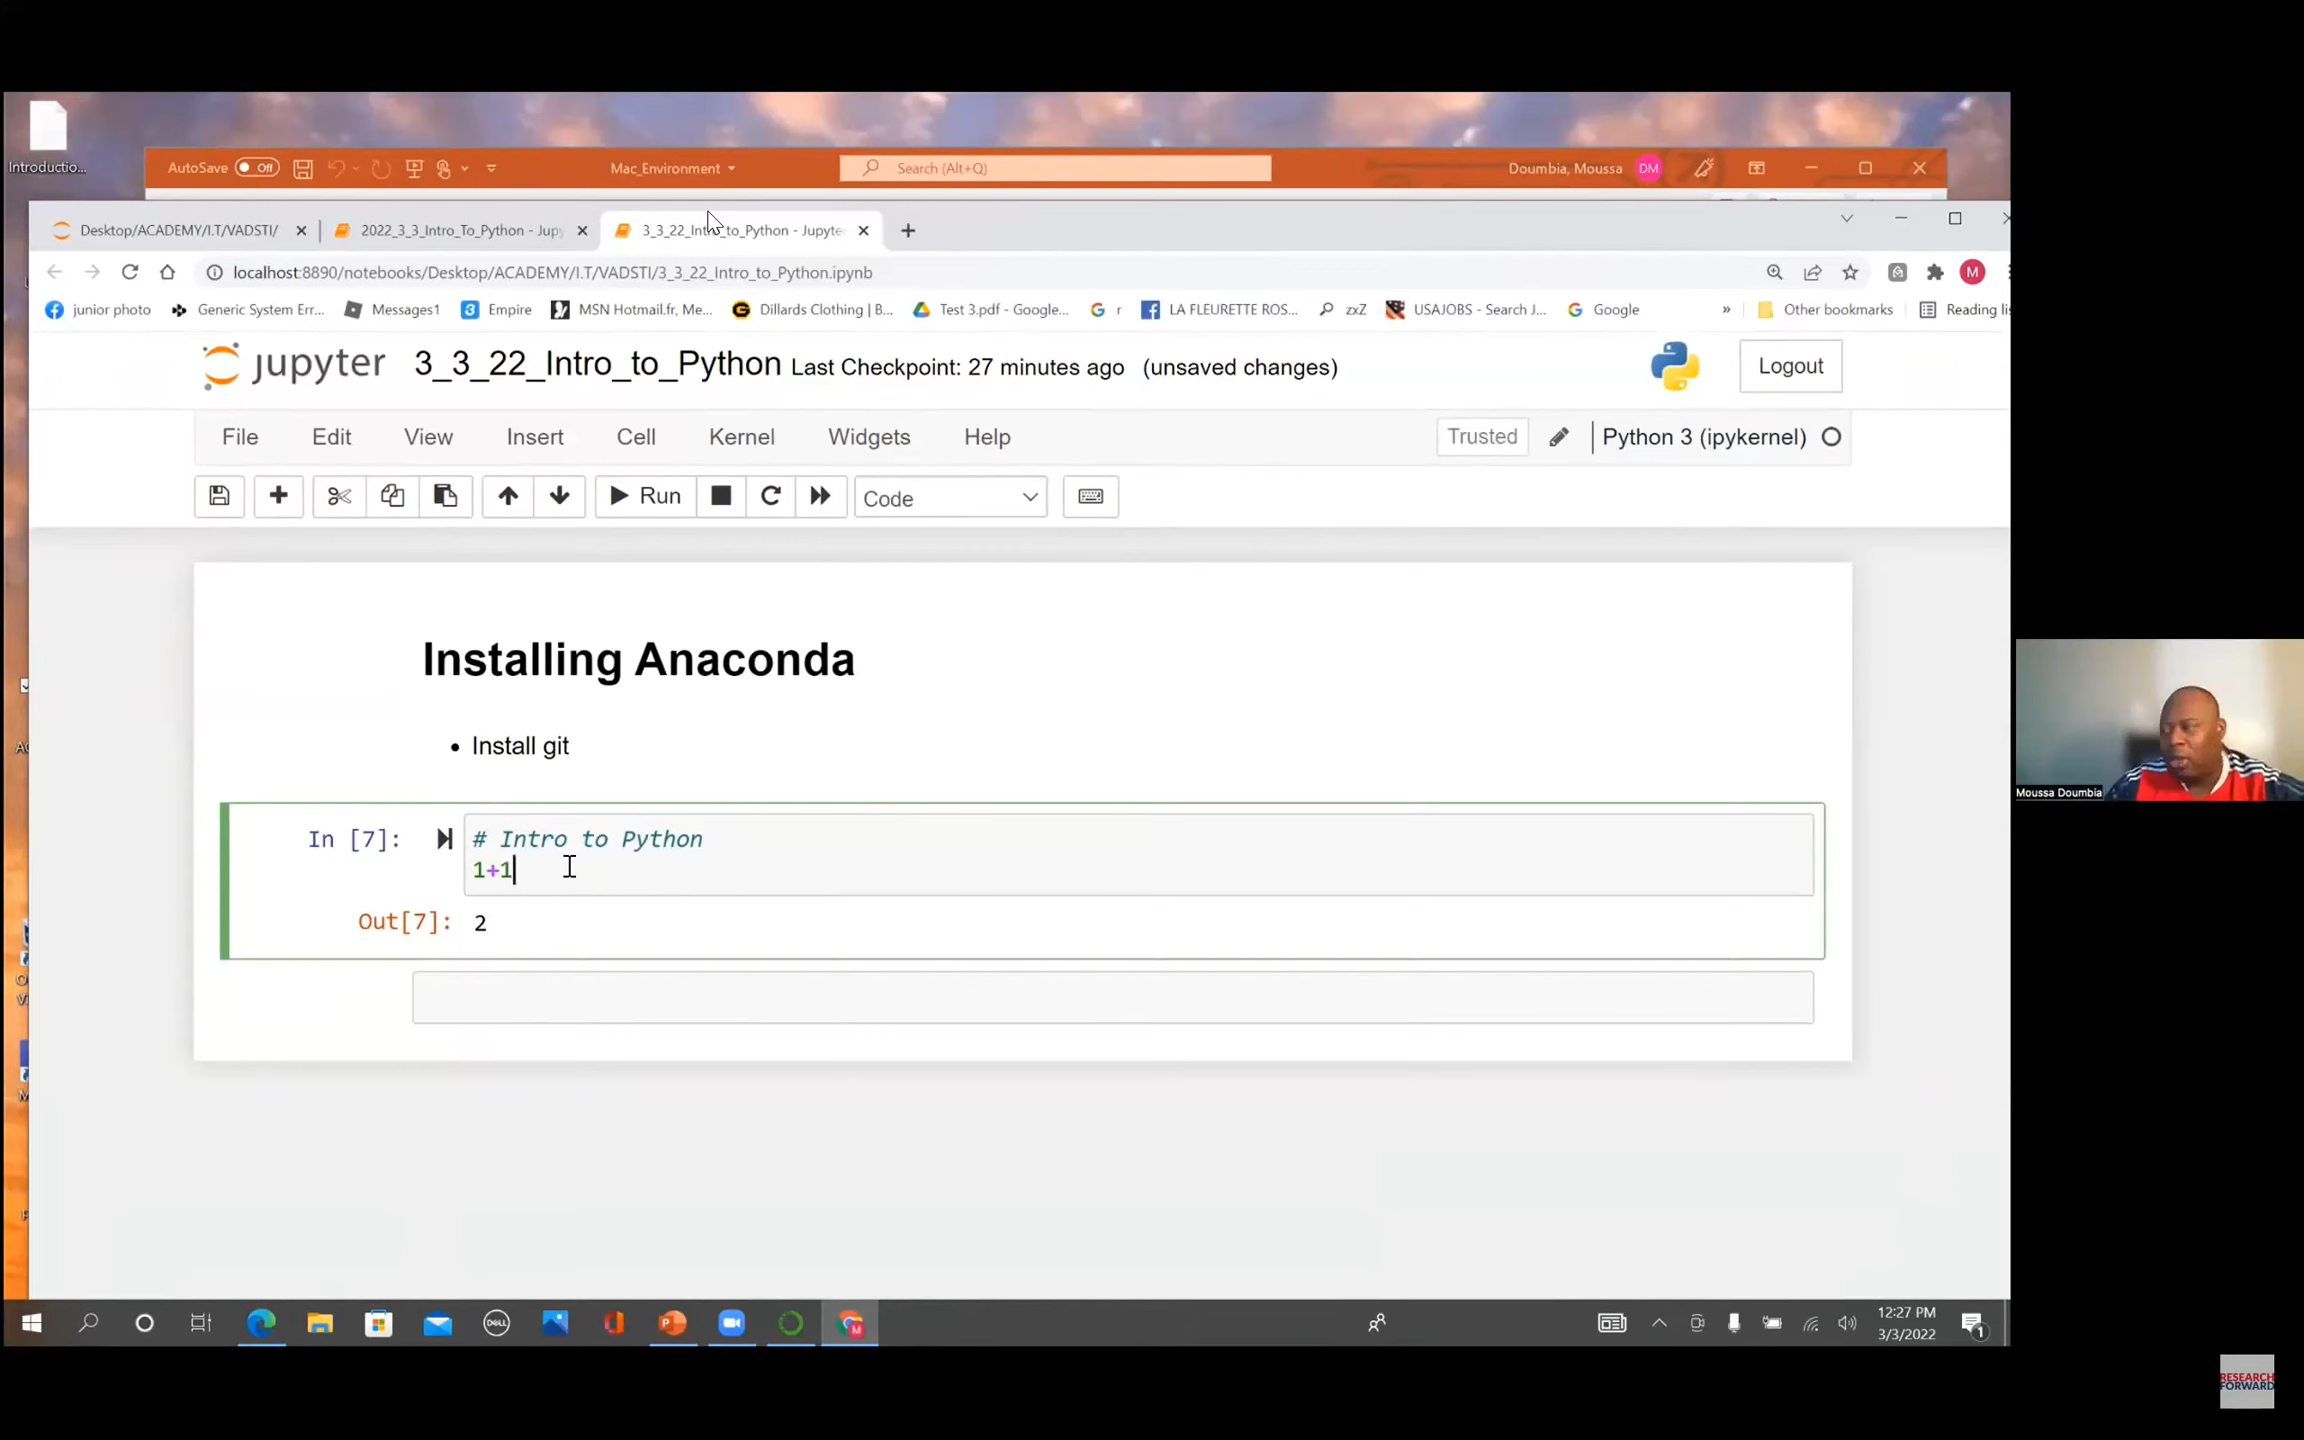 Introductio...
AutoSave Off
Mac_Environment
Search (Alt+Q)
Doumbia, Moussa DM
Desktop/ACADEMY/I.T/VADSTI/
2022_3_3_Intro_To_Python - Jup
3_3_22_Intro_to_Python - Jupyte
localhost:8890/notebooks/Desktop/ACADEMY/I.T/VADSTI/3_3_22_Intro_to_Python.ipynb
M
junior photo
Generic System Err...
Messages1
Empire
MSN Hotmail.fr, Me...
Dillards Clothing | B...
Test 3.pdf - Google...
r
LA FLEURETTE ROS...
zxZ
USAJOBS - Search J...
Google
»
Other bookmarks
Reading
jupyter 3_3_22_Intro_to_Python Last Checkpoint: 27 minutes ago (unsaved changes)
Logout
File Edit View Insert Cell Kernel Widgets Help
Trusted
Python 3 (ipykernel)
Run
Code
Installing Anaconda
• Install git
In [7]: # Intro to Python
1+1
Out[7]: 2
Moussa Doumbia
DELL
12:27 PM
3/3/2022
1
RESEARCH
FORWARD